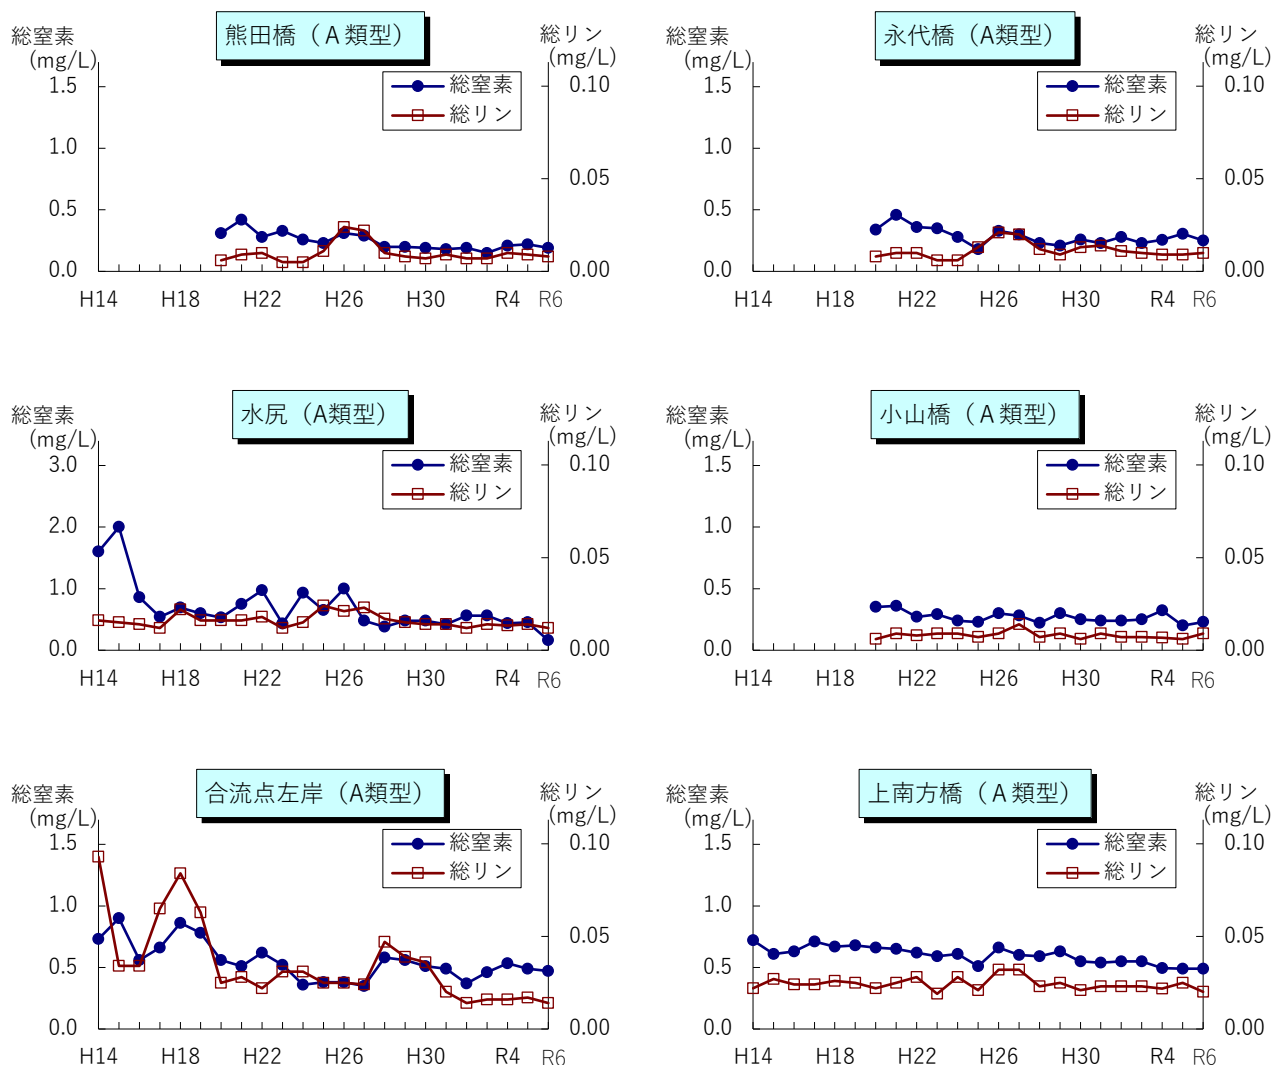 熊田橋（Ａ類型）
総窒素
(mg/L)
総リン
(mg/L)
総窒素
総リン
1.5
1.0
0.5
0.0
0.10
0.05
0.00
H14 H18 H22 H26 H30 R4 R6
永代橋（A類型）
総窒素
(mg/L)
総リン
(mg/L)
総窒素
総リン
1.5
1.0
0.5
0.0
0.10
0.05
0.00
H14 H18 H22 H26 H30 R4 R6
水尻（A類型）
総窒素
(mg/L)
総リン
(mg/L)
総窒素
総リン
3.0
2.0
1.0
0.0
0.10
0.05
0.00
H14 H18 H22 H26 H30 R4 R6
小山橋（Ａ類型）
総窒素
(mg/L)
総リン
(mg/L)
総窒素
総リン
1.5
1.0
0.5
0.0
0.10
0.05
0.00
H14 H18 H22 H26 H30 R4 R6
合流点左岸（A類型）
総窒素
(mg/L)
総リン
(mg/L)
総窒素
総リン
1.5
1.0
0.5
0.0
0.10
0.05
0.00
H14 H18 H22 H26 H30 R4 R6
上南方橋（Ａ類型）
総窒素
(mg/L)
総リン
(mg/L)
総窒素
総リン
1.5
1.0
0.5
0.0
0.10
0.05
0.00
H14 H18 H22 H26 H30 R4 R6